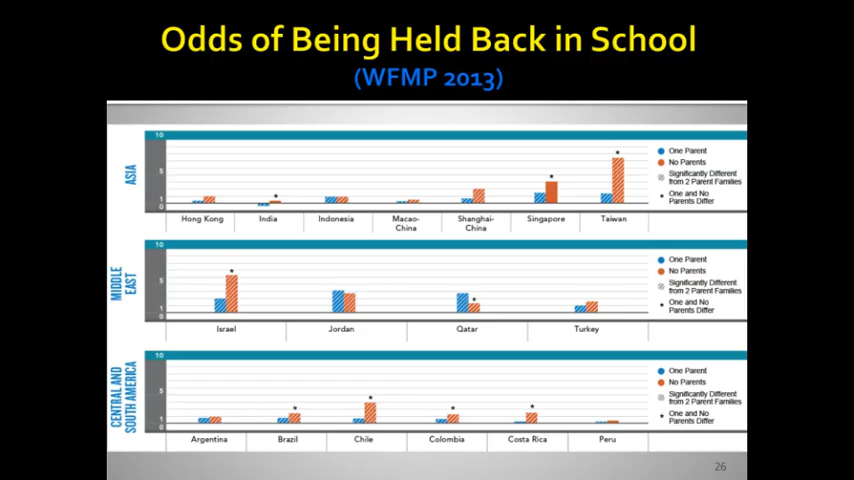 Odds of Being Held Back in School
(WFMP 2013)
ASIA
10
5
1
0
Hong Kong
India
Indonesia
Macao-
China
Shanghai-
China
Singapore
Taiwan
One Parent
No Parents
Significantly Different
from 2 Parent Families
* One and No
Parents Differ
MIDDLE
EAST
10
5
1
0
Israel
Jordan
Qatar
Turkey
One Parent
No Parents
Significantly Different
from 2 Parent Families
* One and No
Parents Differ
CENTRAL AND
SOUTH AMERICA
10
5
1
0
Argentina
Brazil
Chile
Colombia
Costa Rica
Peru
One Parent
No Parents
Significantly Different
from 2 Parent Families
* One and No
Parents Differ
26